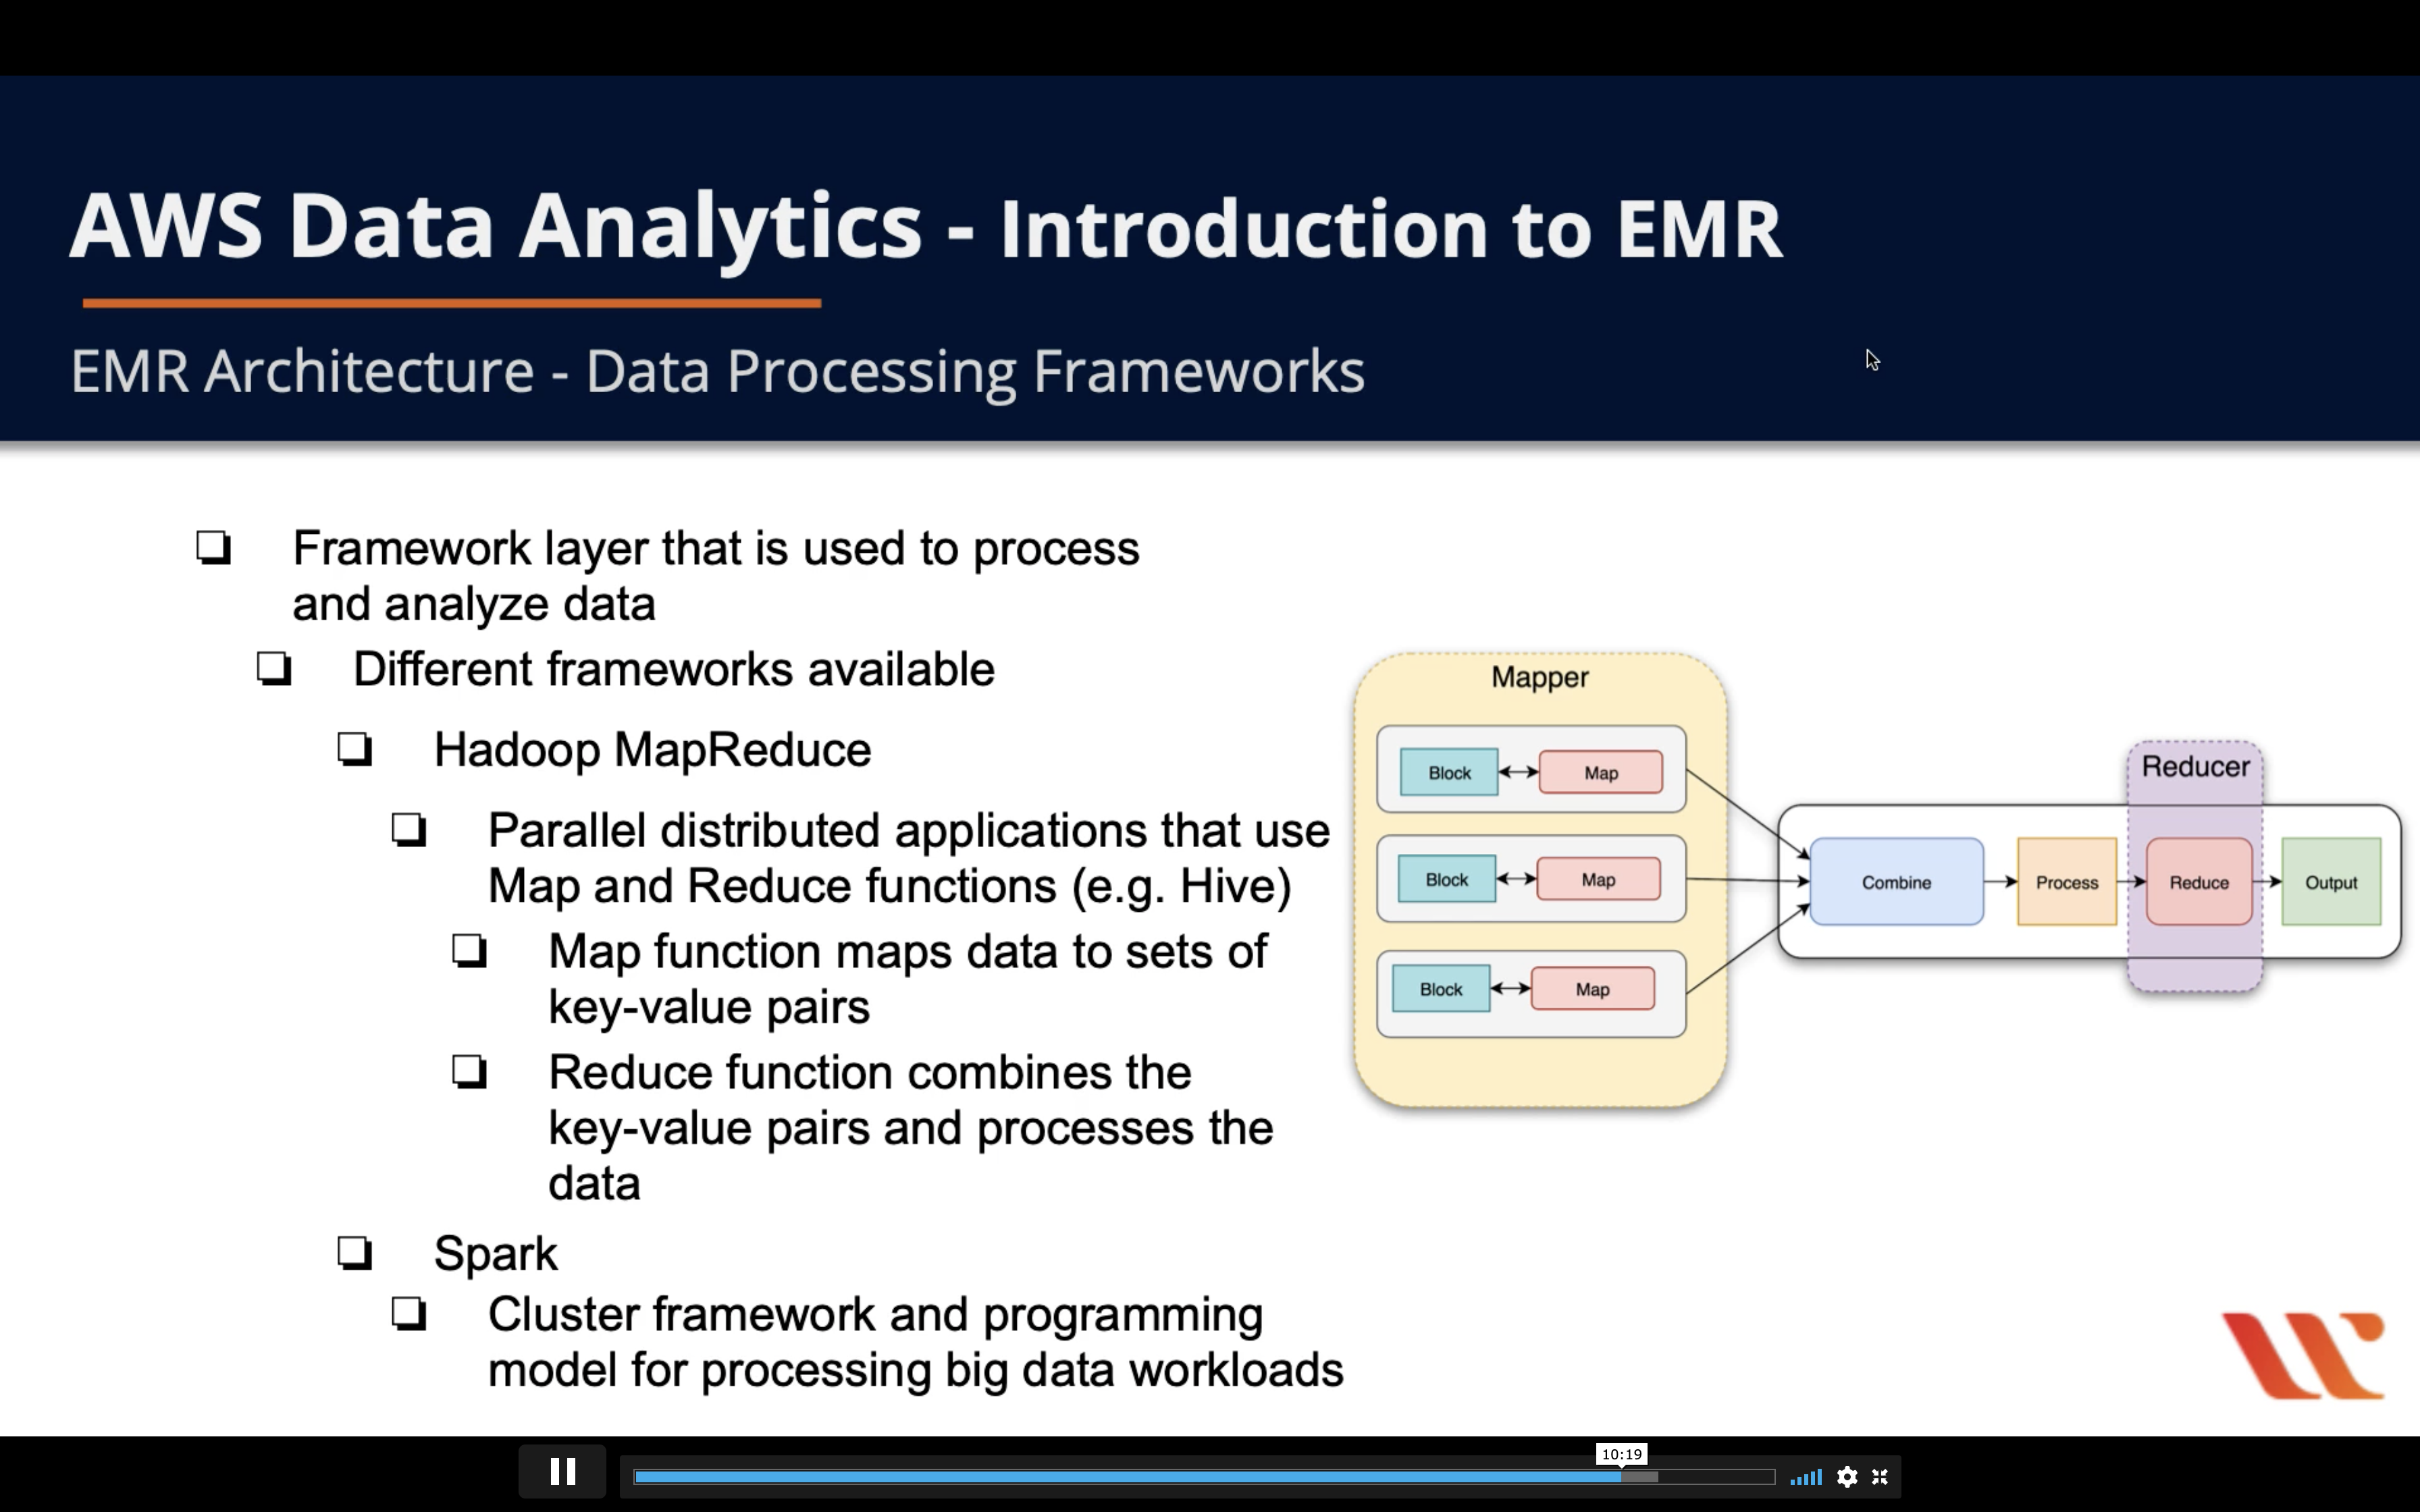 AWS Data Analytics - Introduction to EMR
EMR Architecture - Data Processing Frameworks
❏ Framework layer that is used to process
and analyze data
❏ Different frameworks available
❏ Hadoop MapReduce
❏ Parallel distributed applications that use
Map and Reduce functions (e.g. Hive)
❏ Map function maps data to sets of
key-value pairs
❏ Reduce function combines the
key-value pairs and processes the
data
❏ Spark
❏ Cluster framework and programming
model for processing big data workloads
Mapper
Block Map
Block Map
Block Map
Reducer
Combine Process Reduce Output
10:19